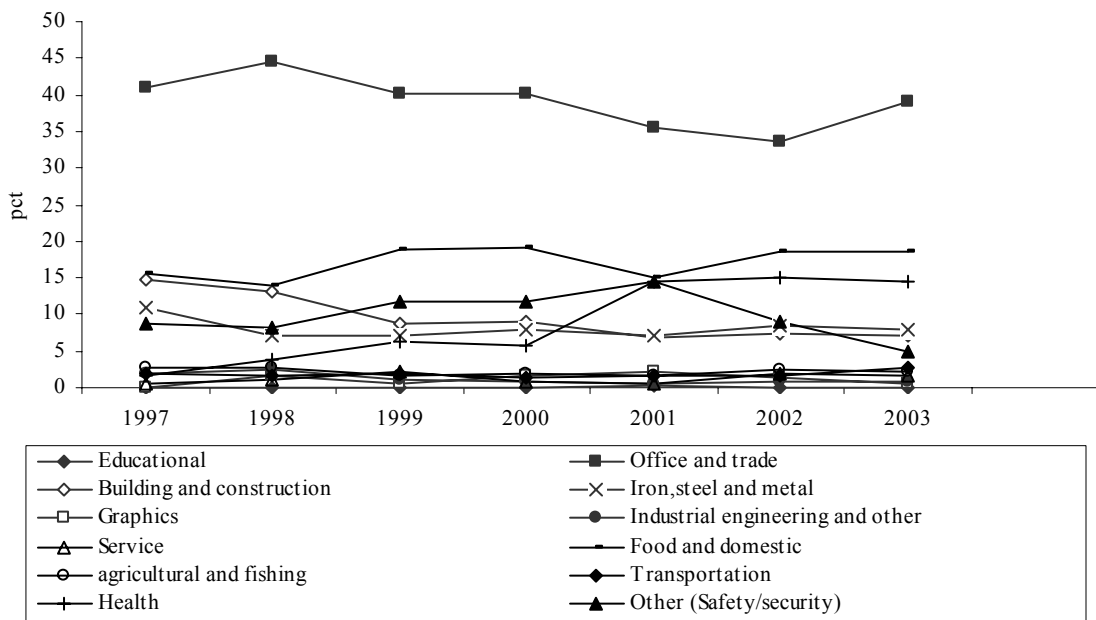 50
45
40
35
30
25
20
15
10
5
0
pct
1997 1998 1999 2000 2001 2002 2003
Educational Office and trade
Building and construction Iron,steel and metal
Graphics Industrial engineering and other
Service Food and domestic
agricultural and fishing Transportation
Health Other (Safety/security)